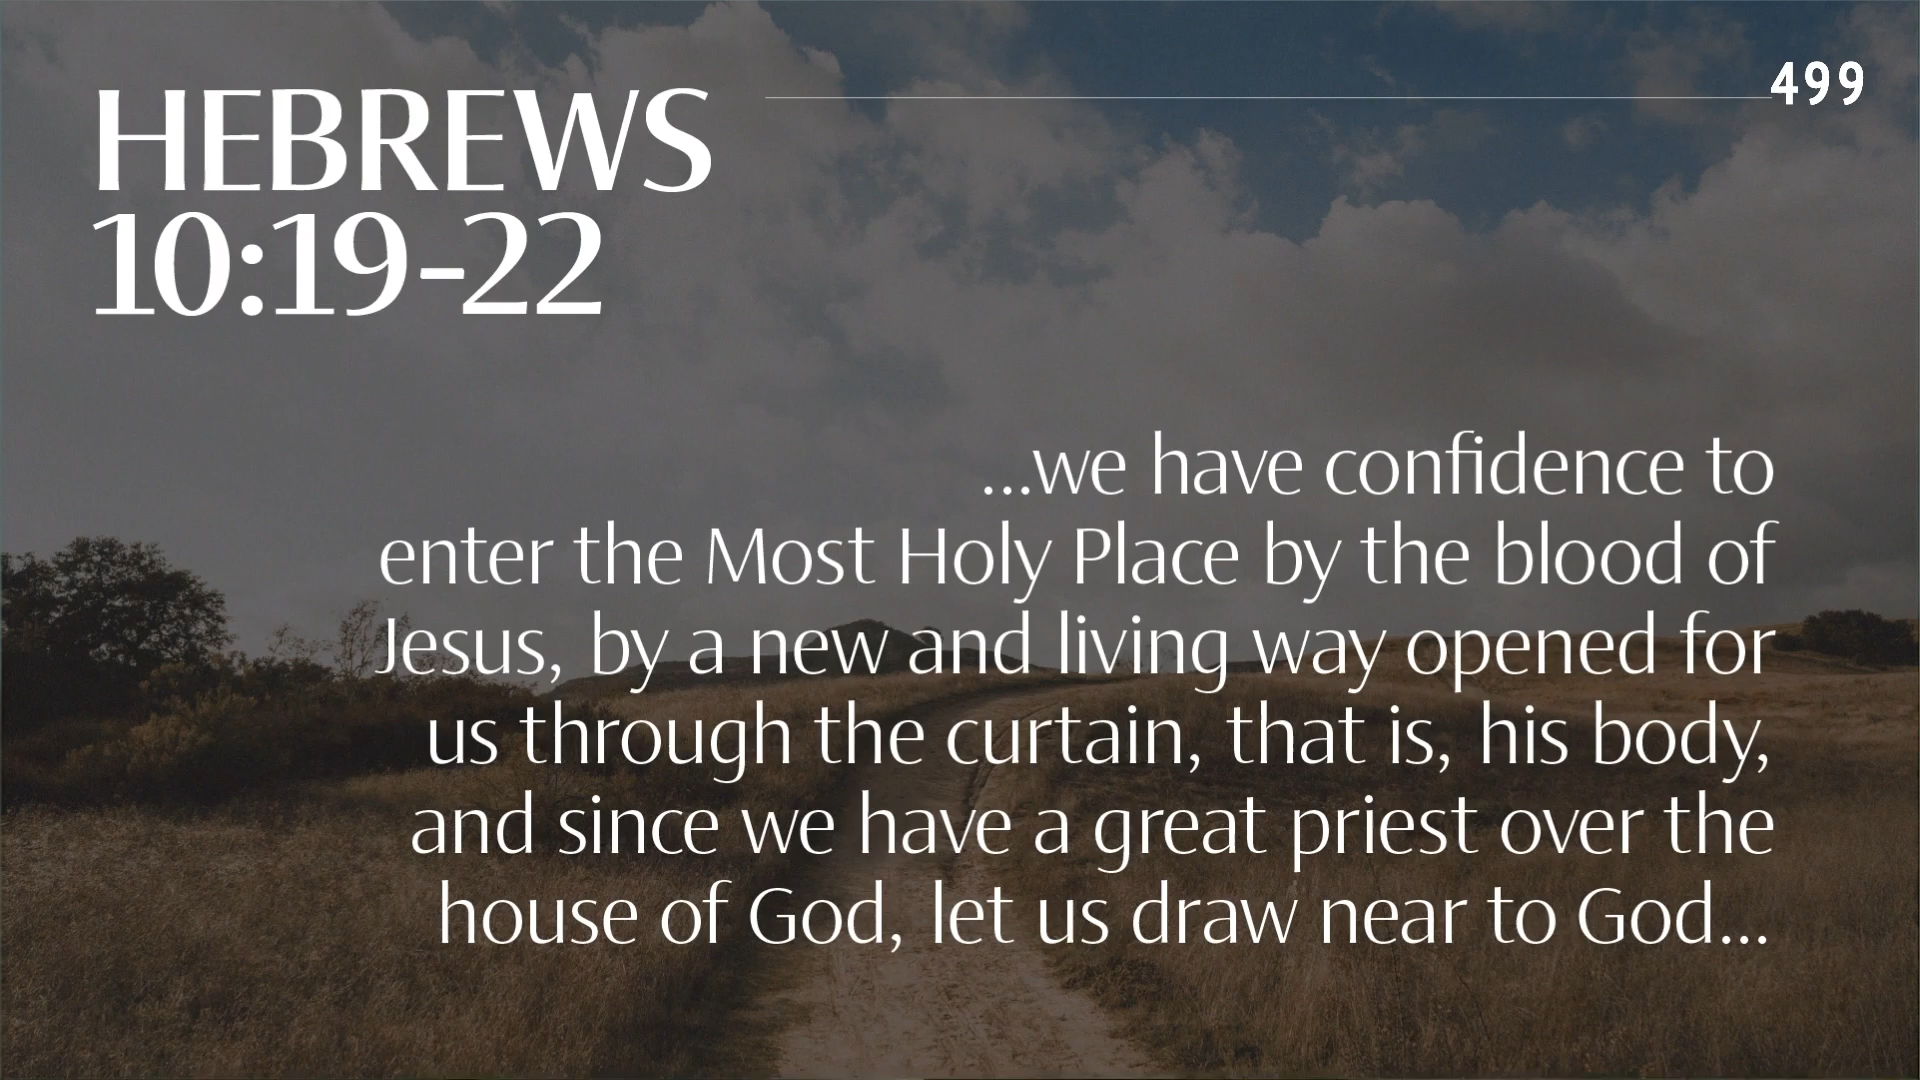 HEBREWS
10:19-22
499
...we have confidence to
enter the Most Holy Place by the blood of
Jesus, by a new and living way opened for
us through the curtain, that is, his body,
and since we have a great priest over the
house of God, let us draw near to God...